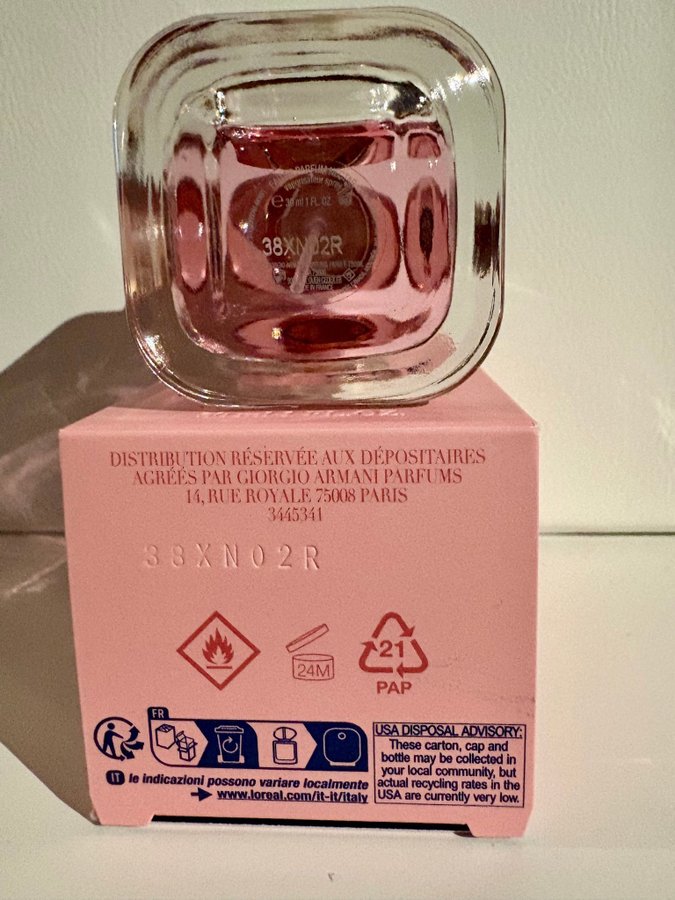 vaporisateur spray
e 30 ml 1 FL. OZ
38XN02R
MADE IN FRANCE
DISTRIBUTION RÉSERVÉE AUX DÉPOSITAIRES
AGRÉÉS PAR GIORGIO ARMANI PARFUMS
14, RUE ROYALE 75008 PARIS
3445341
38XN02R
24M
21
PAP
FR
USA DISPOSAL ADVISORY:
These carton, cap and
bottle may be collected in
your local community, but
actual recycling rates in the
USA are currently very low.
IT le indicazioni possono variare localmente
www.loreal.com/it-it/italy